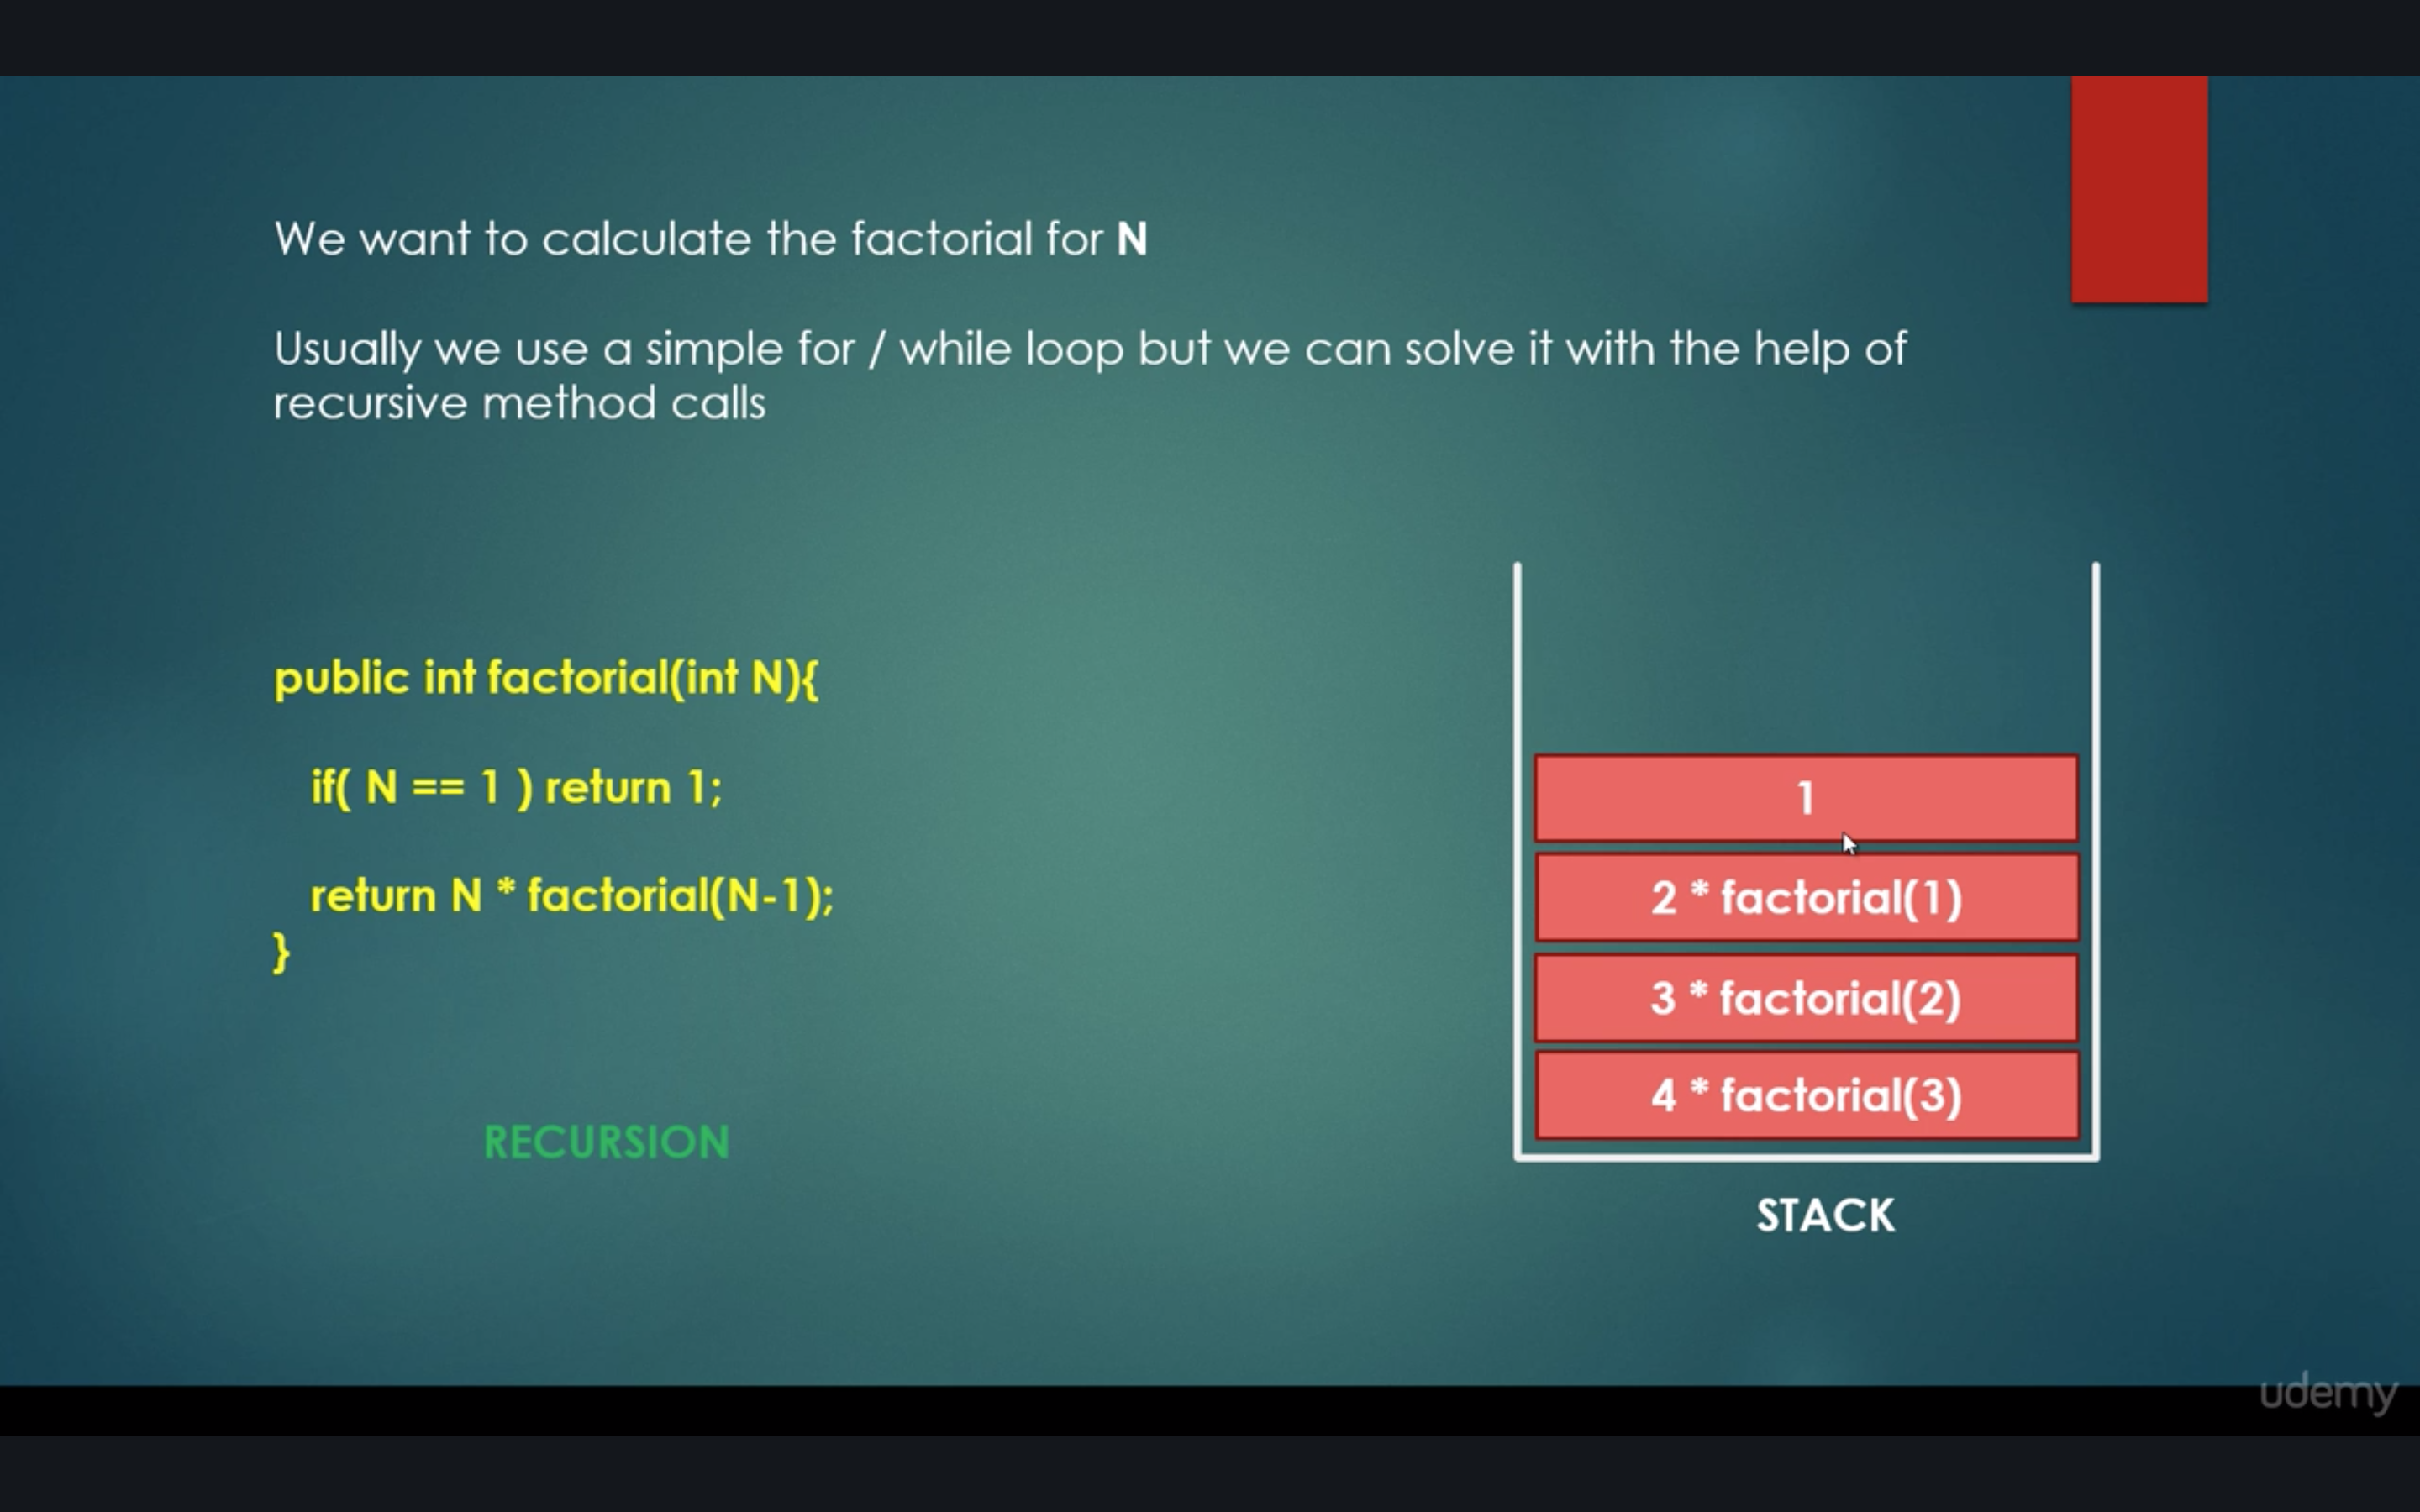 We want to calculate the factorial for N
Usually we use a simple for / while loop but we can solve it with the help of
recursive method calls
public int factorial(int N){
if( N == 1 ) return 1;
return N * factorial(N-1);
}
RECURSION
1
2 * factorial(1)
3 * factorial(2)
4 * factorial(3)
STACK
udemy